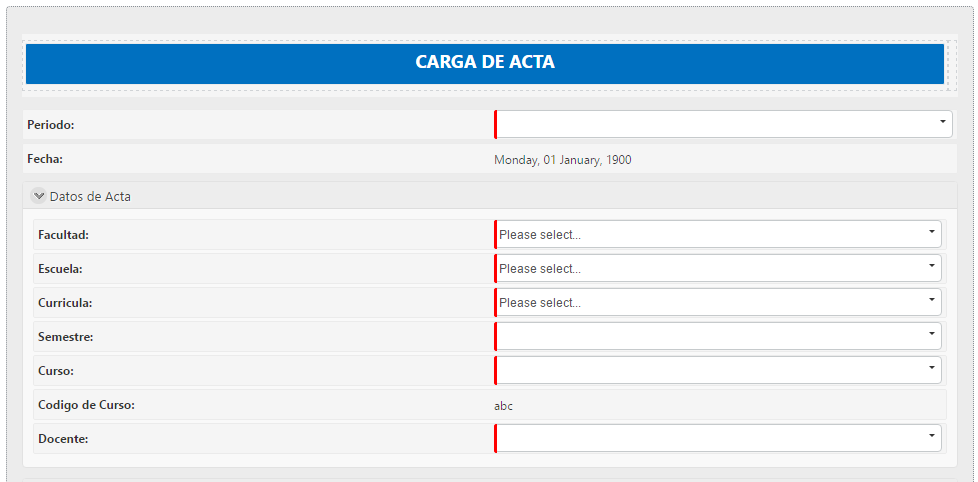 CARGA DE ACTA
Periodo:
Fecha: Monday, 01 January, 1900
Datos de Acta
Facultad: Please select...
Escuela: Please select...
Curricula: Please select...
Semestre:
Curso:
Codigo de Curso: abc
Docente: